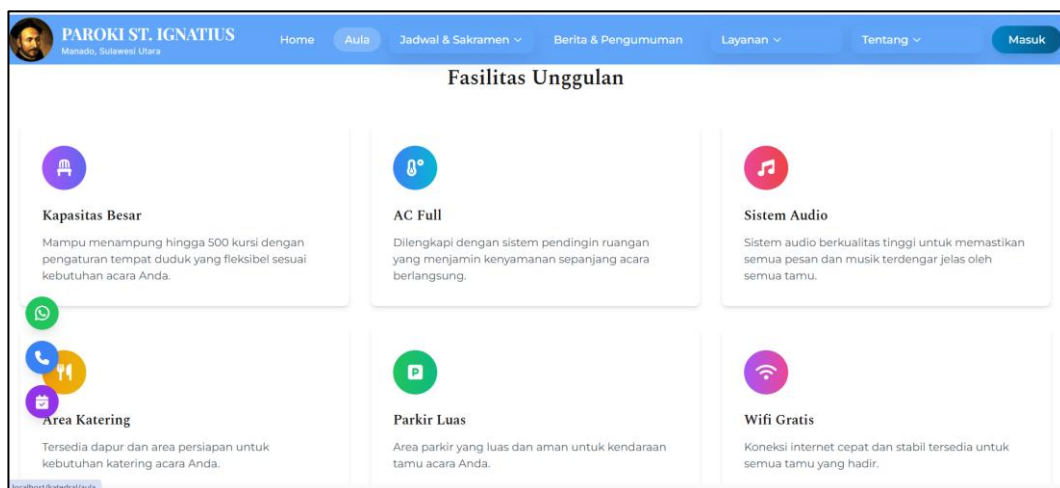 PAROKI ST. IGNATIUS
Manado, Sulawesi Utara
Home
Aula
Jadwal & Sakramen
Berita & Pengumuman
Layanan
Tentang
Masuk
Fasilitas Unggulan
Kapasitas Besar
Mampu menampung hingga 500 kursi dengan
pengaturan tempat duduk yang fleksibel sesuai
kebutuhan acara Anda.
AC Full
Dilengkapi dengan sistem pendingin ruangan
yang menjamin kenyamanan sepanjang acara
berlangsung.
Sistem Audio
Sistem audio berkualitas tinggi untuk memastikan
semua pesan dan musik terdengar jelas oleh
semua tamu.
Area Katering
Tersedia dapur dan area persiapan untuk
kebutuhan katering acara Anda.
P
Parkir Luas
Area parkir yang luas dan aman untuk kendaraan
tamu acara Anda.
Wifi Gratis
Koneksi internet cepat dan stabil tersedia untuk
semua tamu yang hadir.
localhost/katedral/aula